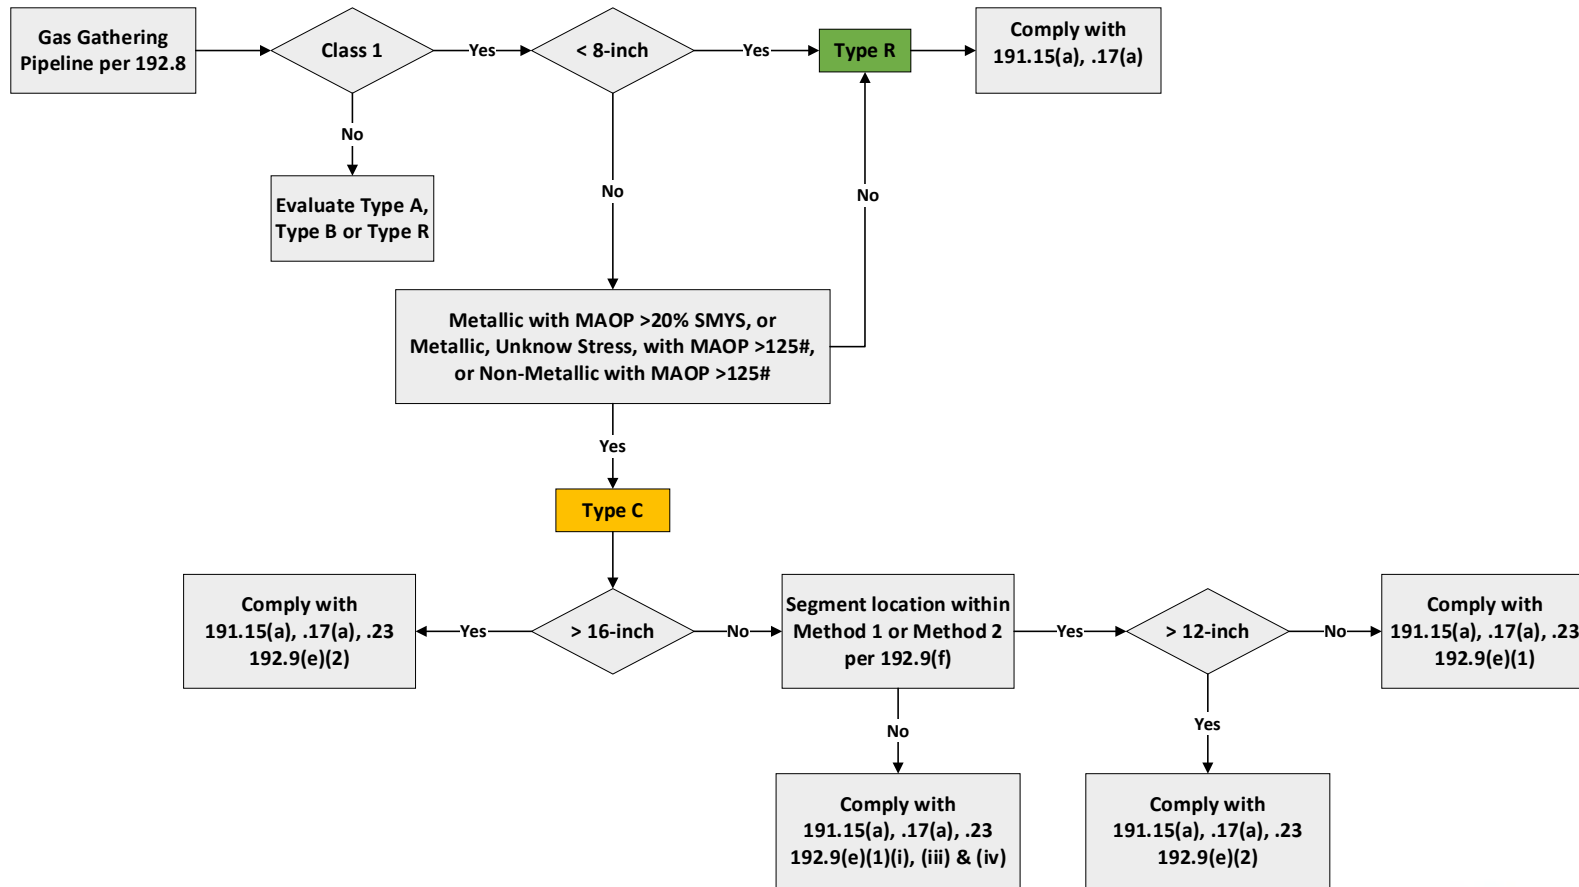 Gas Gathering
Pipeline per 192.8
Class 1
Yes
< 8-inch
Yes
Type R
Comply with
191.15(a), .17(a)
No
Evaluate Type A,
Type B or Type R
No
No
Metallic with MAOP >20% SMYS, or
Metallic, Unknow Stress, with MAOP >125#,
or Non-Metallic with MAOP >125#
Yes
Type C
Comply with
191.15(a), .17(a), .23
192.9(e)(2)
Yes
> 16-inch
No
Segment location within
Method 1 or Method 2
per 192.9(f)
Yes
> 12-inch
No
Comply with
191.15(a), .17(a), .23
192.9(e)(1)
No
Yes
Comply with
191.15(a), .17(a), .23
192.9(e)(1)(i), (iii) & (iv)
Comply with
191.15(a), .17(a), .23
192.9(e)(2)